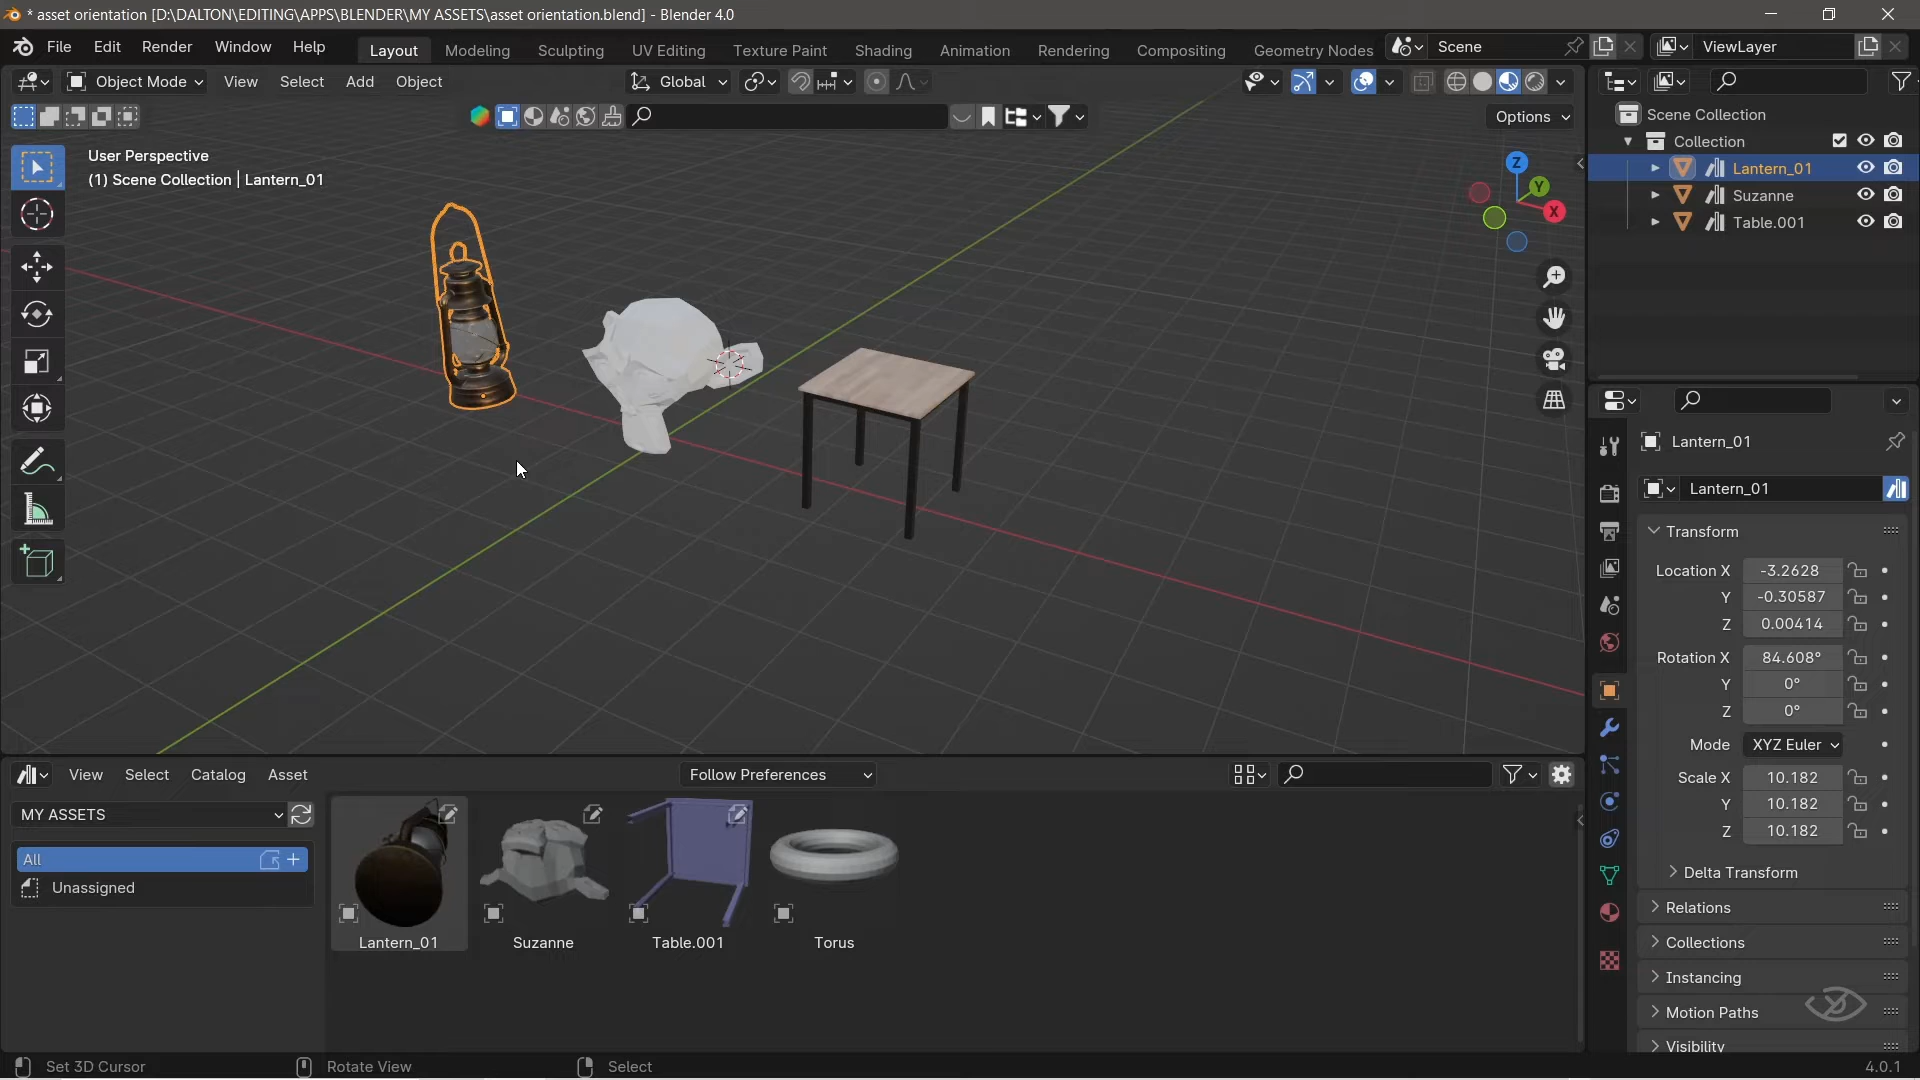 * asset orientation [D:\DALTON\EDITING\APPS\BLENDER\MY ASSETS\asset orientation.blend] - Blender 4.0
File Edit Render Window Help Layout Modeling Sculpting UV Editing Texture Paint Shading Animation Rendering Compositing Geometry Nodes Scene ViewLayer
Object Mode View Select Add Object Global
Options
User Perspective
(1) Scene Collection | Lantern_01
Z
Y
X
Scene Collection
Collection
Lantern_01
Suzanne
Table.001
Lantern_01
Lantern_01
Transform
Location X -3.2628
Y -0.30587
Z 0.00414
Rotation X 84.608°
Y 0°
Z 0°
Mode XYZ Euler
Scale X 10.182
Y 10.182
Z 10.182
Delta Transform
Relations
Collections
Instancing
Motion Paths
Visibility
View Select Catalog Asset Follow Preferences
MY ASSETS
All
Unassigned
Lantern_01 Suzanne Table.001 Torus
Set 3D Cursor Rotate View Select 4.0.1